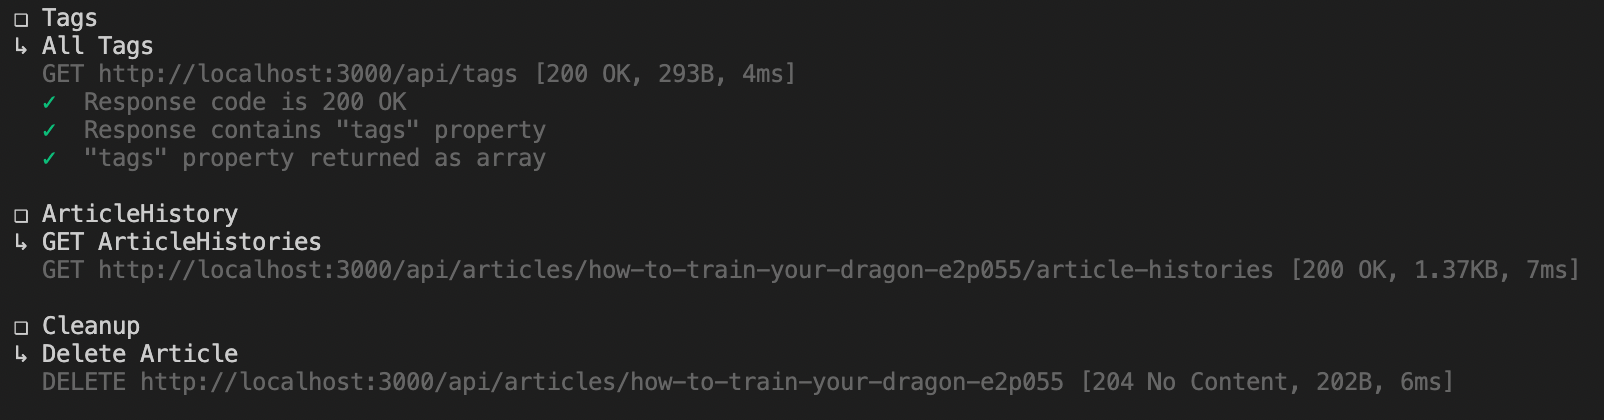 ❏ Tags
↳ All Tags
GET http://localhost:3000/api/tags [200 OK, 293B, 4ms]
✓ Response code is 200 OK
✓ Response contains "tags" property
✓ "tags" property returned as array
❏ ArticleHistory
↳ GET ArticleHistories
GET http://localhost:3000/api/articles/how-to-train-your-dragon-e2p055/article-histories [200 OK, 1.37KB, 7ms]
❏ Cleanup
↳ Delete Article
DELETE http://localhost:3000/api/articles/how-to-train-your-dragon-e2p055 [204 No Content, 202B, 6ms]